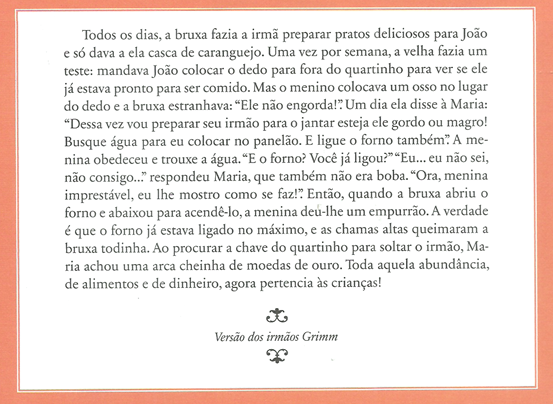 Todos os dias, a bruxa fazia a irmã preparar pratos deliciosos para João
e só dava a ela casca de caranguejo. Uma vez por semana, a velha fazia um
teste: mandava João colocar o dedo para fora do quartinho para ver se ele
já estava pronto para ser comido. Mas o menino colocava um osso no lugar
do dedo e a bruxa estranhava: “Ele não engorda!”. Um dia ela disse à Maria:
“Dessa vez vou preparar seu irmão para o jantar esteja ele gordo ou magro!
Busque água para eu colocar no panelão. E ligue o forno também”. A me-
nina obedeceu e trouxe a água. “E o forno? Você já ligou?” “Eu... eu não sei,
não consigo...” respondeu Maria, que também não era boba. “Ora, menina
imprestável, eu lhe mostro como se faz!”. Então, quando a bruxa abriu o
forno e abaixou para acendê-lo, a menina deu-lhe um empurrão. A verdade
é que o forno já estava ligado no máximo, e as chamas altas queimaram a
bruxa todinha. Ao procurar a chave do quartinho para soltar o irmão, Ma-
ria achou uma arca cheinha de moedas de ouro. Toda aquela abundância,
de alimentos e de dinheiro, agora pertencia às crianças!
Versão dos irmãos Grimm